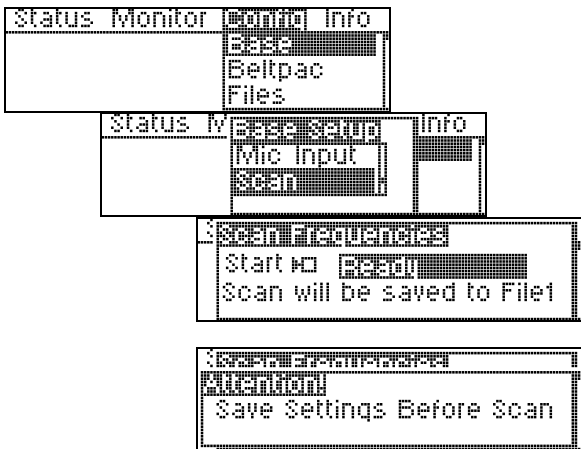 Status Monitor Config Info
Base
Beltpac
Files
Status M Info
Base Setup
Mic Input
Scan
Scan Frequencies
Start Ready
Scan will be saved to File1
Scan Frequencies
Attention!
Save Settings Before Scan